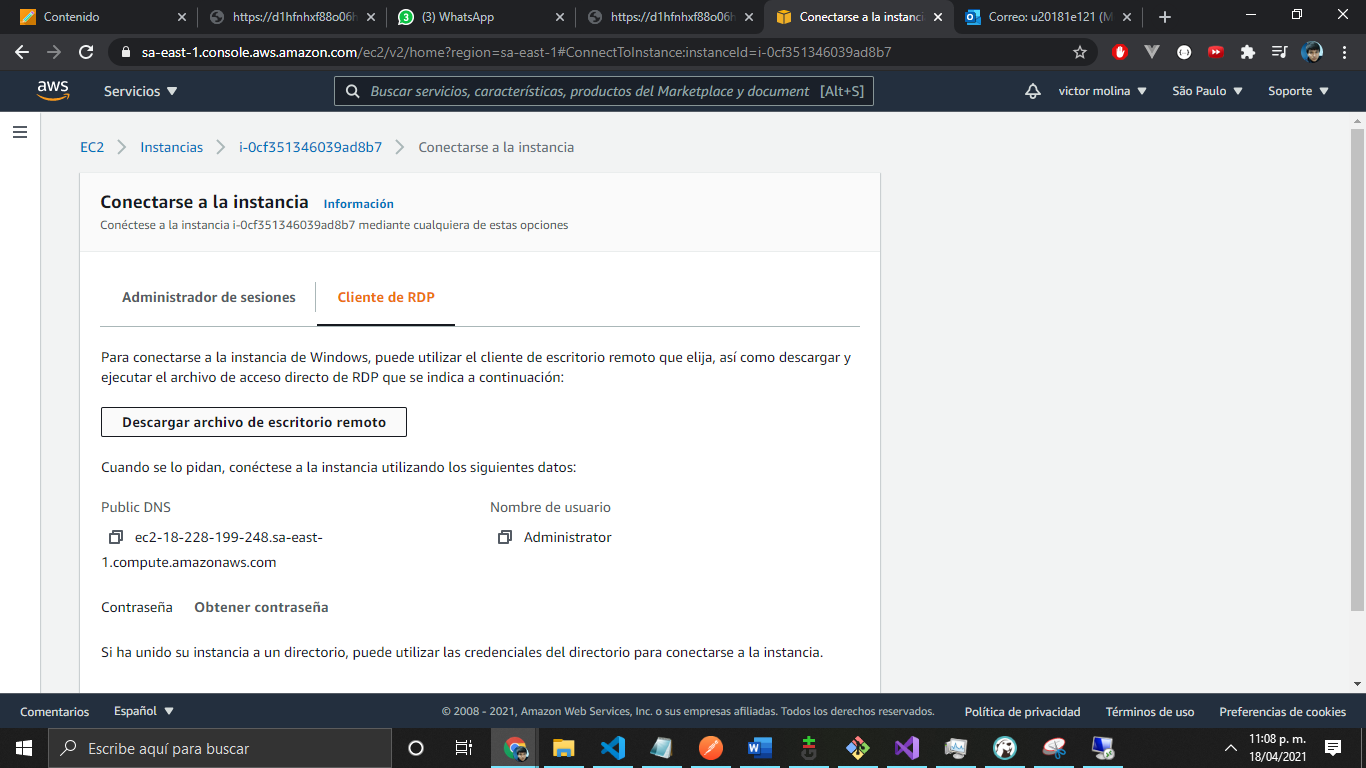 Contenido
https://d1hfnhxf88o06h
(3) WhatsApp
https://d1hfnhxf88o06h
Conectarse a la instancia
Correo: u20181e121 (M
sa-east-1.console.aws.amazon.com/ec2/v2/home?region=sa-east-1#ConnectToInstance:instanceId=i-0cf351346039ad8b7
aws
Servicios
Buscar servicios, características, productos del Marketplace y document [Alt+S]
victor molina
São Paulo
Soporte
EC2
Instancias
i-0cf351346039ad8b7
Conectarse a la instancia
Conectarse a la instancia Información
Conéctese a la instancia i-0cf351346039ad8b7 mediante cualquiera de estas opciones
Administrador de sesiones
Cliente de RDP
Para conectarse a la instancia de Windows, puede utilizar el cliente de escritorio remoto que elija, así como descargar y
ejecutar el archivo de acceso directo de RDP que se indica a continuación:
Descargar archivo de escritorio remoto
Cuando se lo pidan, conéctese a la instancia utilizando los siguientes datos:
Public DNS
ec2-18-228-199-248.sa-east-
1.compute.amazonaws.com
Nombre de usuario
Administrator
Contraseña Obtener contraseña
Si ha unido su instancia a un directorio, puede utilizar las credenciales del directorio para conectarse a la instancia.
Comentarios
Español
© 2008 - 2021, Amazon Web Services, Inc. o sus empresas afiliadas. Todos los derechos reservados.
Política de privacidad
Términos de uso
Preferencias de cookies
Escribe aquí para buscar
11:08 p. m.
18/04/2021